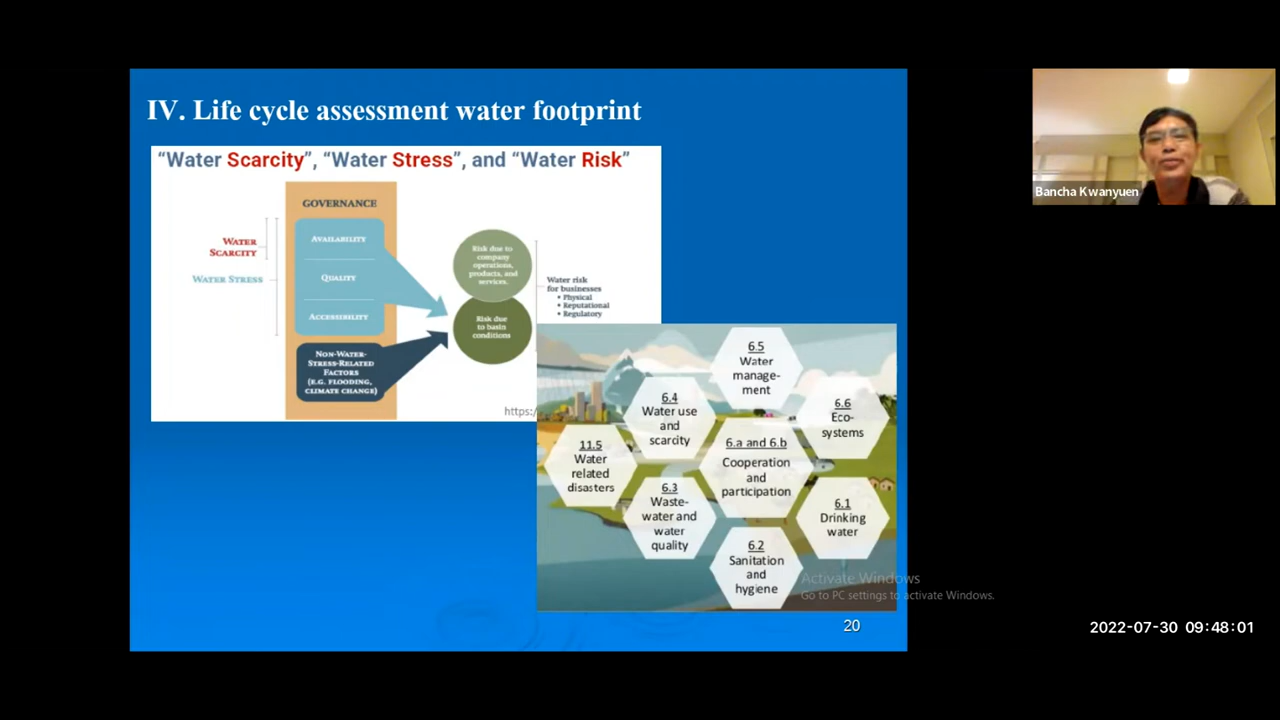 IV. Life cycle assessment water footprint
“Water Scarcity”, “Water Stress”, and “Water Risk”
GOVERNANCE
WATER
SCARCITY
WATER STRESS
AVAILABILITY
QUALITY
ACCESSIBILITY
NON-WATER-
STRESS-RELATED
FACTORS
(E.G. FLOODING,
CLIMATE CHANGE)
Risk due to
company
operations,
products, and
services.
Risk due
to basin
conditions
Water risk
for businesses
• Physical
• Reputational
• Regulatory
https:/
6.5
Water
manage-
ment
6.4
Water use
and
scarcity
6.6
Eco-
systems
11.5
Water
related
disasters
6.a and 6.b
Cooperation
and
participation
6.3
Waste-
water and
water
quality
6.1
Drinking
water
6.2
Sanitation
and
hygiene
20
Bancha Kwanyuen
Activate Windows
Go to PC settings to activate Windows.
2022-07-30 09:48:01